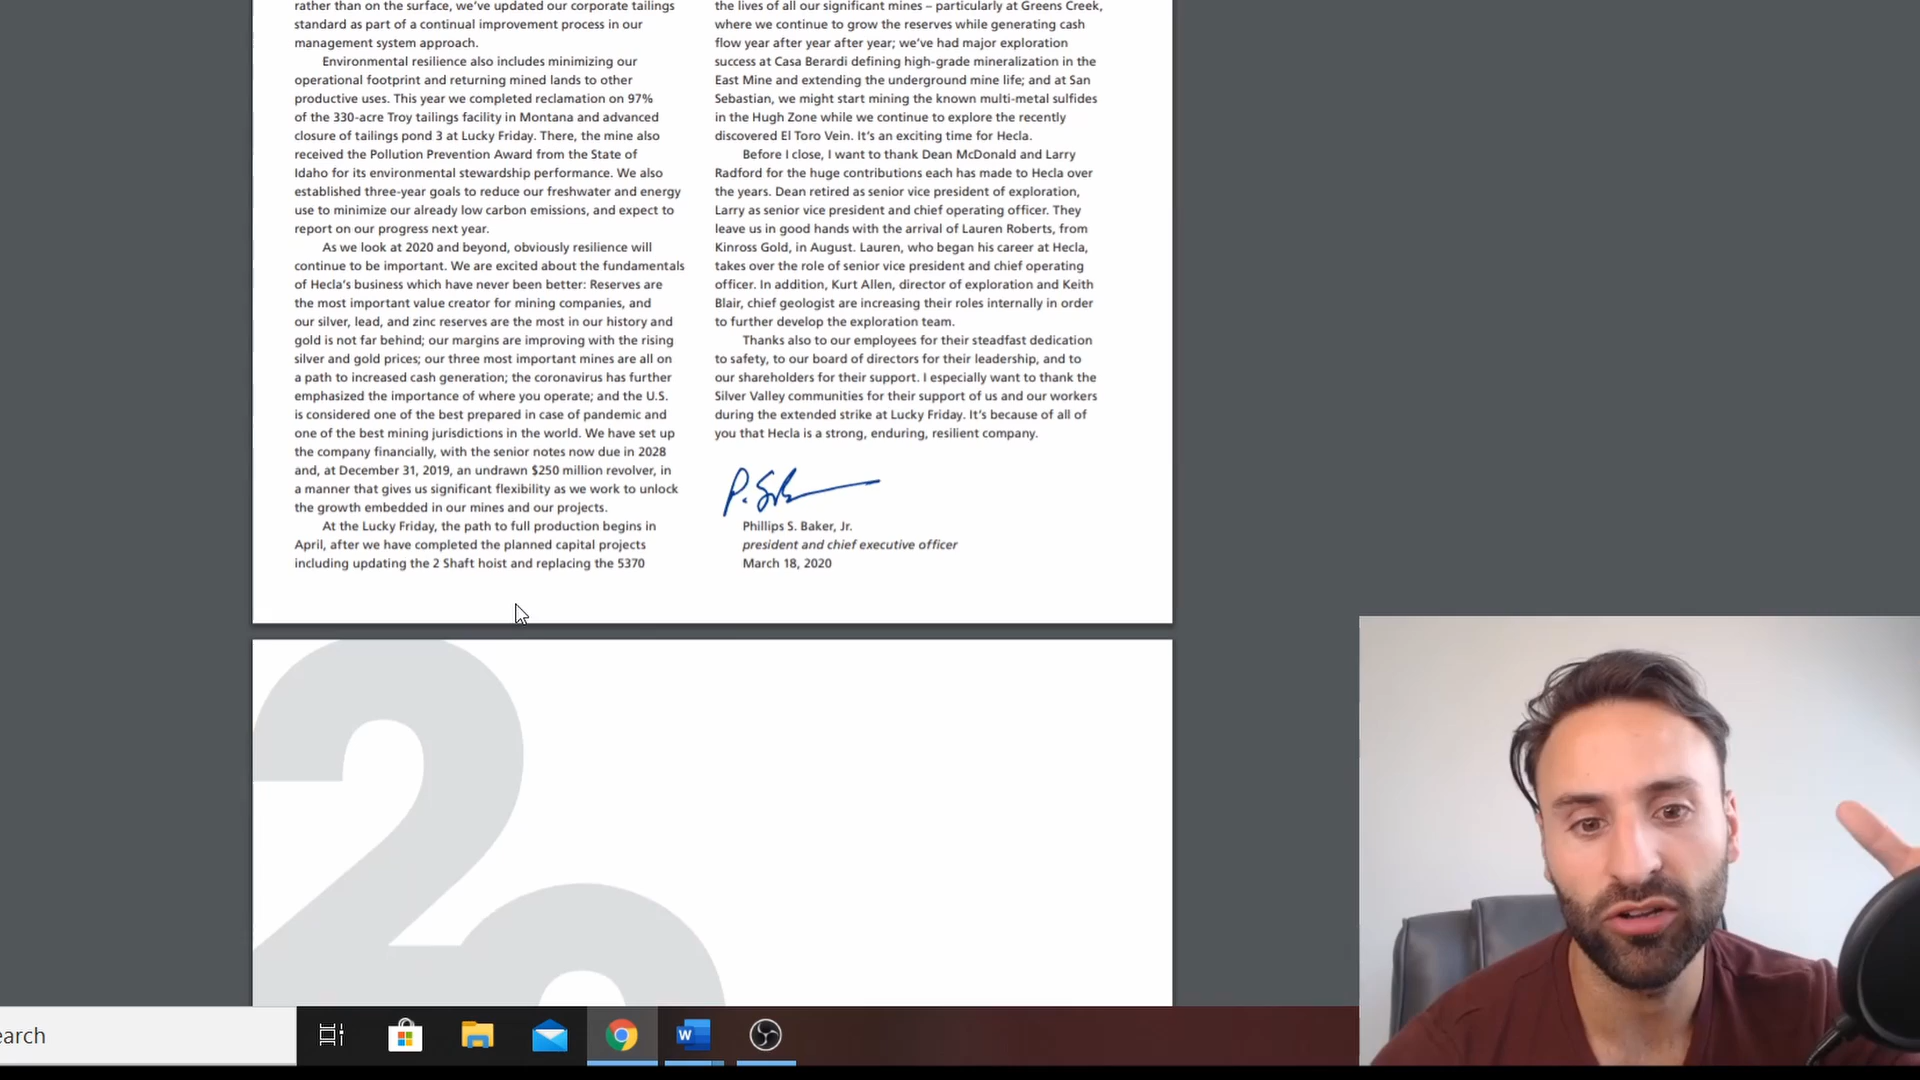 rather than on the surface, we've updated our corporate tailings
standard as part of a continual improvement process in our
management system approach.
Environmental resilience also includes minimizing our
operational footprint and returning mined lands to other
productive uses. This year we completed reclamation on 97%
of the 330-acre Troy tailings facility in Montana and advanced
closure of tailings pond 3 at Lucky Friday. There, the mine also
received the Pollution Prevention Award from the State of
Idaho for its environmental stewardship performance. We also
established three-year goals to reduce our freshwater and energy
use to minimize our already low carbon emissions, and expect to
report on our progress next year.
As we look at 2020 and beyond, obviously resilience will
continue to be important. We are excited about the fundamentals
of Hecla's business which have never been better: Reserves are
the most important value creator for mining companies, and
our silver, lead, and zinc reserves are the most in our history and
gold is not far behind; our margins are improving with the rising
silver and gold prices; our three most important mines are all on
a path to increased cash generation; the coronavirus has further
emphasized the importance of where you operate; and the U.S.
is considered one of the best prepared in case of pandemic and
one of the best mining jurisdictions in the world. We have set up
the company financially, with the senior notes now due in 2028
and, at December 31, 2019, an undrawn $250 million revolver, in
a manner that gives us significant flexibility as we work to unlock
the growth embedded in our mines and our projects.
At the Lucky Friday, the path to full production begins in
April, after we have completed the planned capital projects
including updating the 2 Shaft hoist and replacing the 5370
the lives of all our significant mines – particularly at Greens Creek,
where we continue to grow the reserves while generating cash
flow year after year after year; we've had major exploration
success at Casa Berardi defining high-grade mineralization in the
East Mine and extending the underground mine life; and at San
Sebastian, we might start mining the known multi-metal sulfides
in the Hugh Zone while we continue to explore the recently
discovered El Toro Vein. It's an exciting time for Hecla.
Before I close, I want to thank Dean McDonald and Larry
Radford for the huge contributions each has made to Hecla over
the years. Dean retired as senior vice president of exploration,
Larry as senior vice president and chief operating officer. They
leave us in good hands with the arrival of Lauren Roberts, from
Kinross Gold, in August. Lauren, who began his career at Hecla,
takes over the role of senior vice president and chief operating
officer. In addition, Kurt Allen, director of exploration and Keith
Blair, chief geologist are increasing their roles internally in order
to further develop the exploration team.
Thanks also to our employees for their steadfast dedication
to safety, to our board of directors for their leadership, and to
our shareholders for their support. I especially want to thank the
Silver Valley communities for their support of us and our workers
during the extended strike at Lucky Friday. It's because of all of
you that Hecla is a strong, enduring, resilient company.
Phillips S. Baker, Jr.
president and chief executive officer
March 18, 2020
2
earch
W